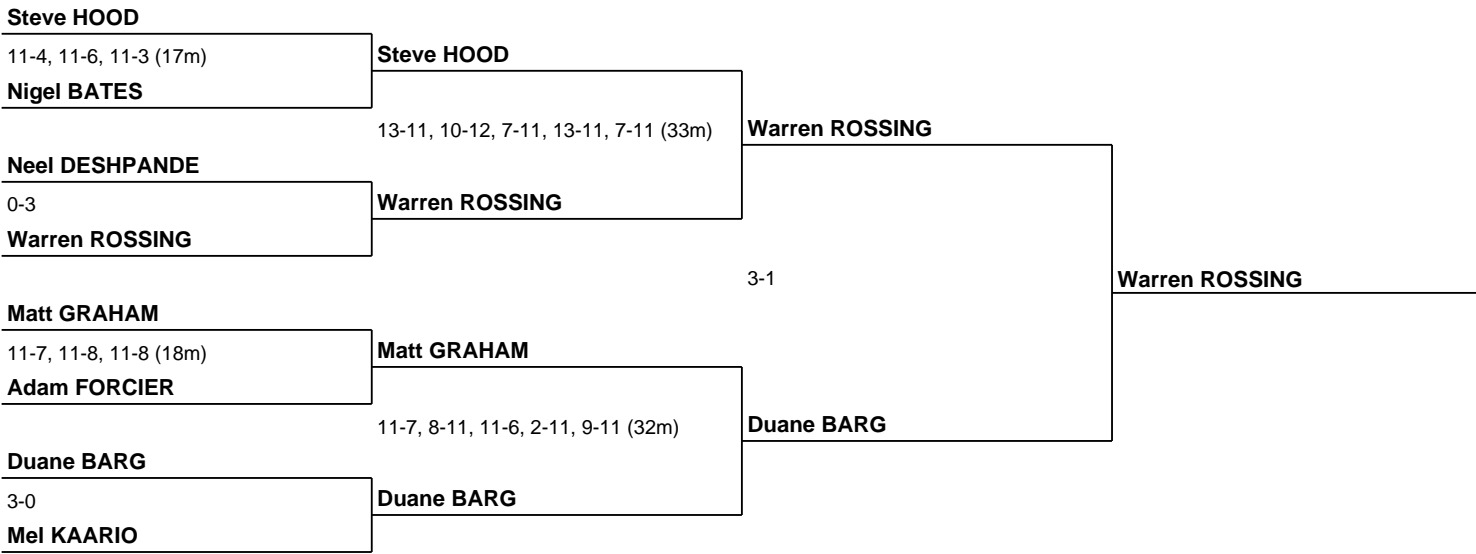 Steve HOOD
11-4, 11-6, 11-3 (17m)
Steve HOOD
Nigel BATES
13-11, 10-12, 7-11, 13-11, 7-11 (33m)
Warren ROSSING
Neel DESHPANDE
0-3
Warren ROSSING
Warren ROSSING
3-1
Warren ROSSING
Matt GRAHAM
11-7, 11-8, 11-8 (18m)
Matt GRAHAM
Adam FORCIER
11-7, 8-11, 11-6, 2-11, 9-11 (32m)
Duane BARG
Duane BARG
3-0
Duane BARG
Mel KAARIO